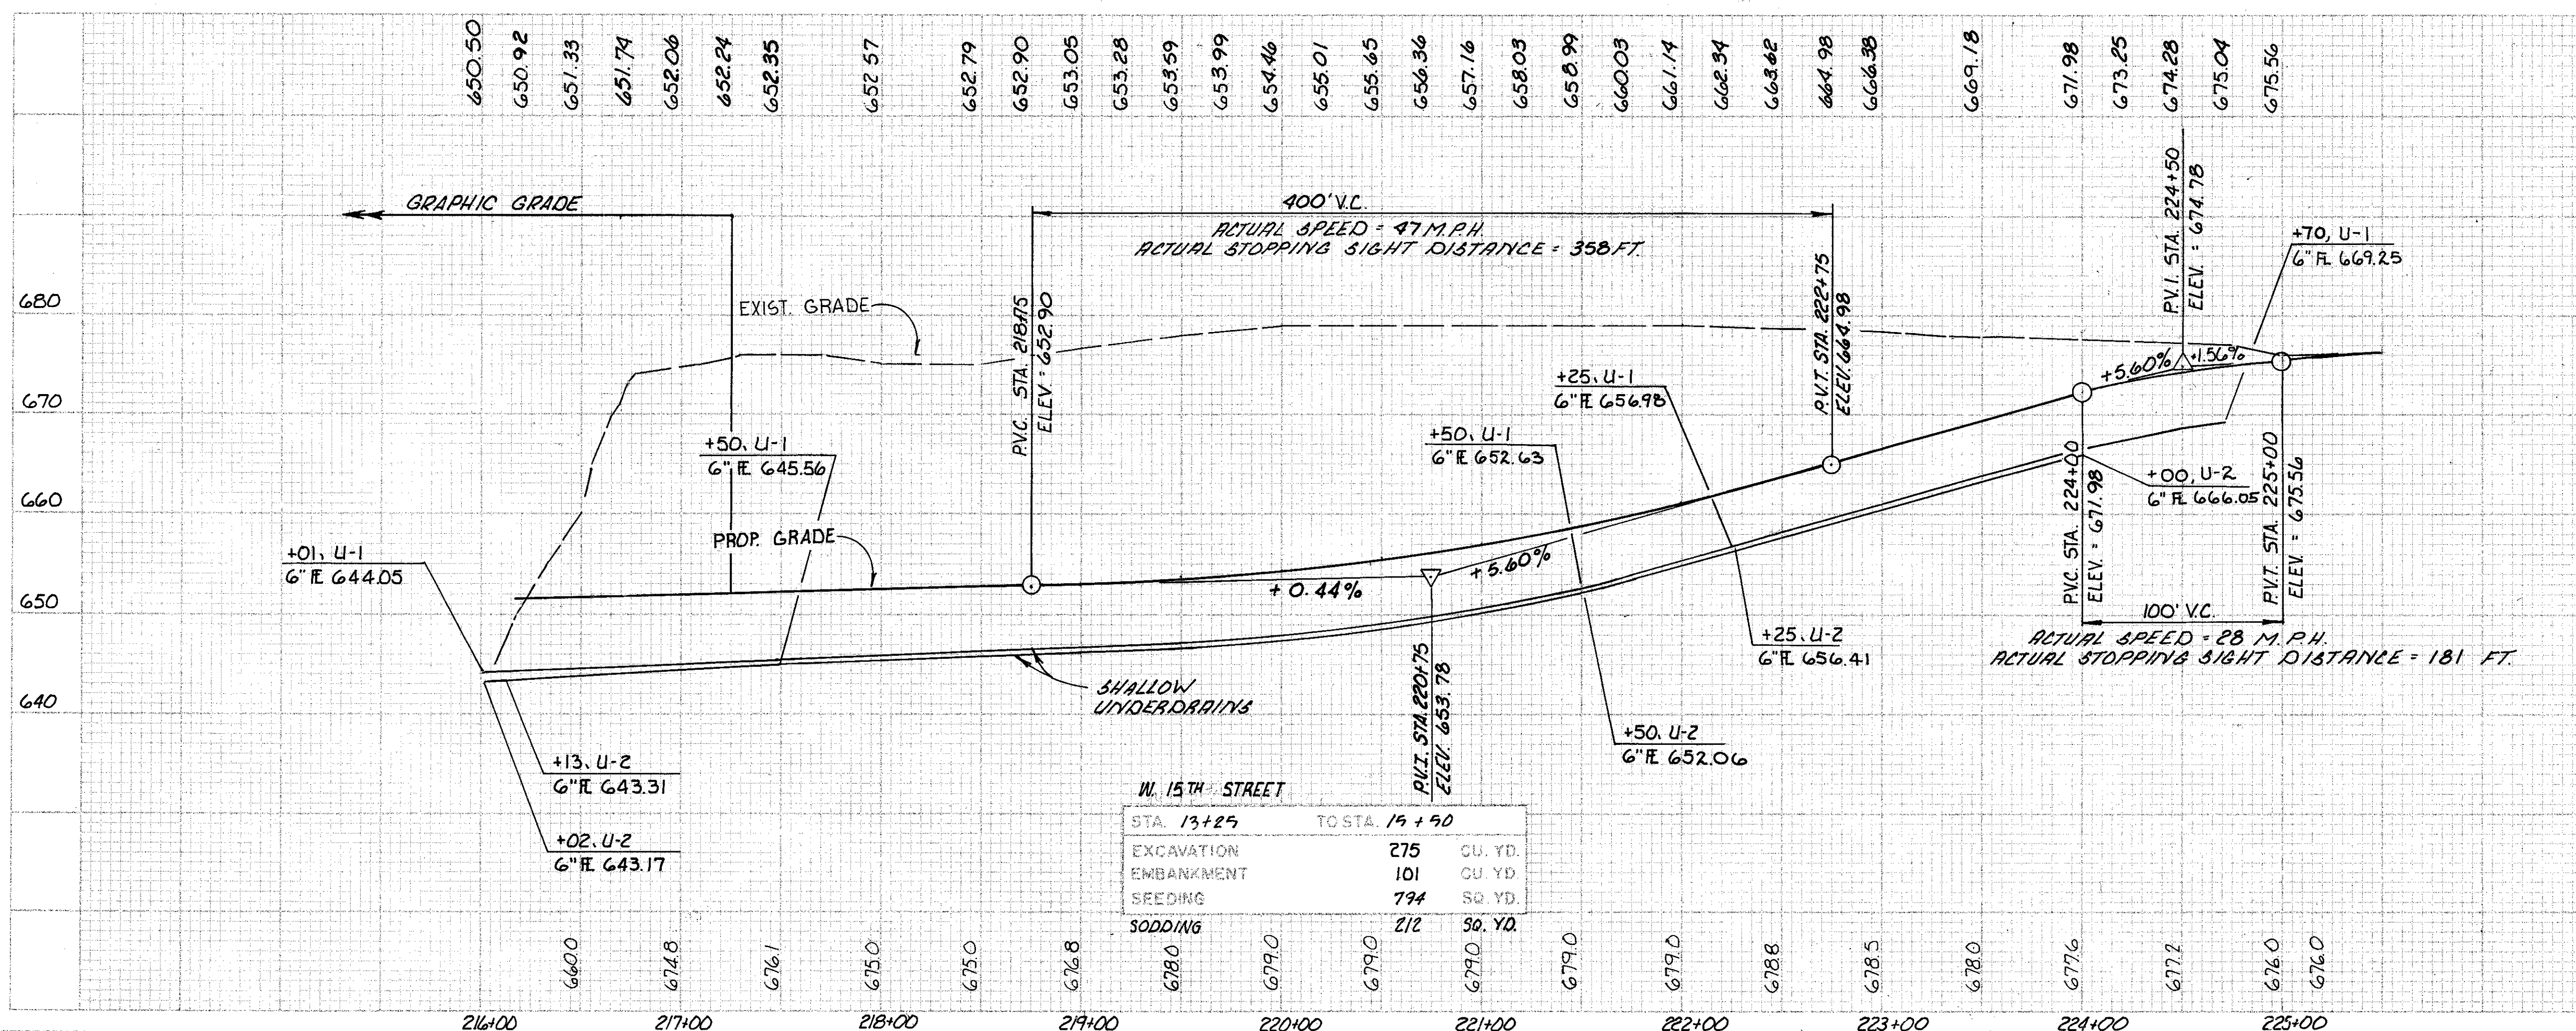 650.50
650.92
651.33
651.74
652.06
652.24
652.35
652.57
652.79
652.90
653.05
653.28
653.59
653.99
654.46
655.01
655.65
656.36
657.16
658.03
658.99
660.03
661.14
662.34
663.62
664.98
666.38
669.18
671.98
673.25
674.28
675.04
675.56
GRAPHIC GRADE
400' V.C.
ACTUAL SPEED = 47 M.P.H.
ACTUAL STOPPING SIGHT DISTANCE = 358 FT.
P.V.I. STA. 224+50
ELEV. = 674.78
+70, U-1
6" FL 669.25
680
EXIST. GRADE
P.V.C. STA. 218+75
ELEV. = 652.90
P.V.T. STA. 222+75
ELEV. 664.98
+5.60%
+1.56%
670
+50, U-1
6" FL 645.56
+25, U-1
6" FL 656.98
+50, U-1
6" FL 652.63
660
PROP. GRADE
+00, U-2
6" FL 666.05
P.V.C. STA. 224+00
ELEV. = 671.98
P.V.T. STA. 225+00
ELEV. = 675.56
+01, U-1
6" FL 644.05
+0.44%
+5.60%
650
100' V.C.
ACTUAL SPEED = 28 M.P.H.
ACTUAL STOPPING SIGHT DISTANCE = 181 FT.
+25, U-2
6" FL 656.41
640
SHALLOW
UNDERDRAINS
P.V.I. STA. 220+75
ELEV. 653.78
+50, U-2
6" FL 652.06
+13, U-2
6" FL 643.31
+02, U-2
6" FL 643.17
W. 15TH STREET
STA. 13+25 TO STA. 15+50
EXCAVATION 275 CU. YD.
EMBANKMENT 101 CU. YD.
SEEDING 794 SQ. YD.
SODDING 212 SQ. YD.
660.0
674.8
676.1
675.0
675.0
676.8
678.0
679.0
679.0
679.0
679.0
679.0
678.8
678.5
678.0
677.6
677.2
676.0
676.0
216+00
217+00
218+00
219+00
220+00
221+00
222+00
223+00
224+00
225+00